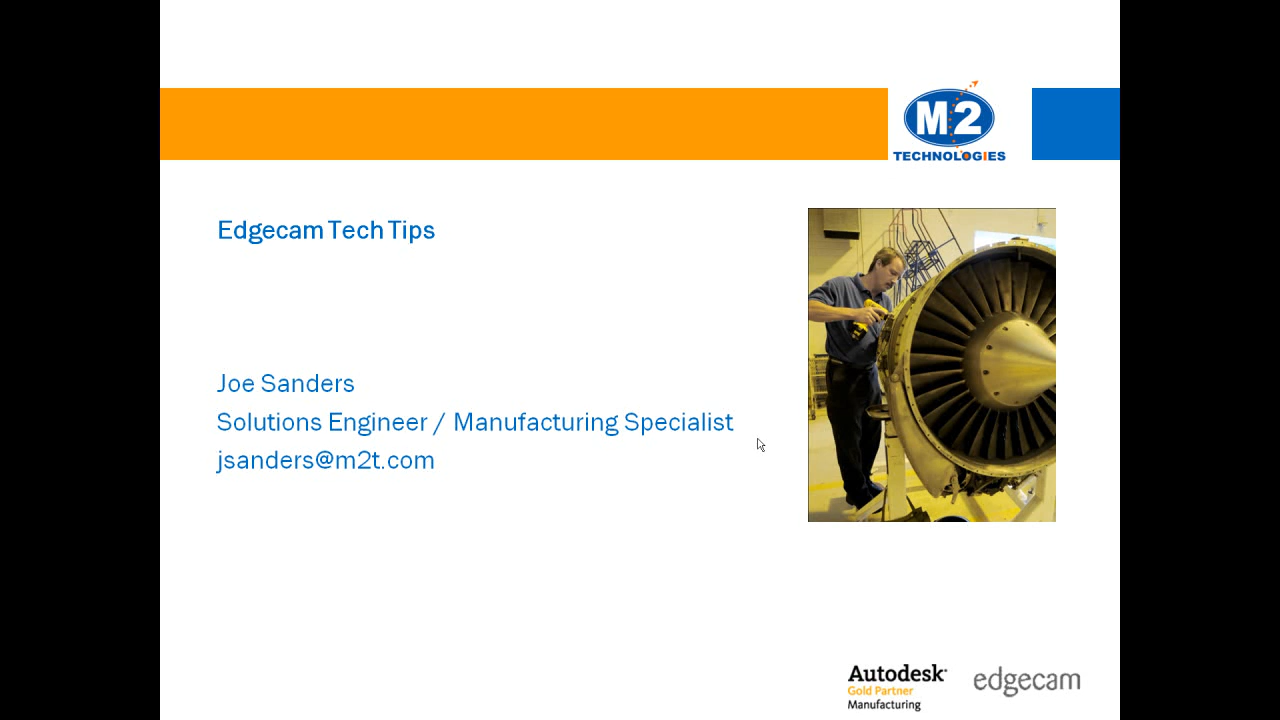 M2
TECHNOLOGIES
Edgecam Tech Tips
Joe Sanders
Solutions Engineer / Manufacturing Specialist
jsanders@m2t.com
Autodesk
Gold Partner
Manufacturing
edgecam